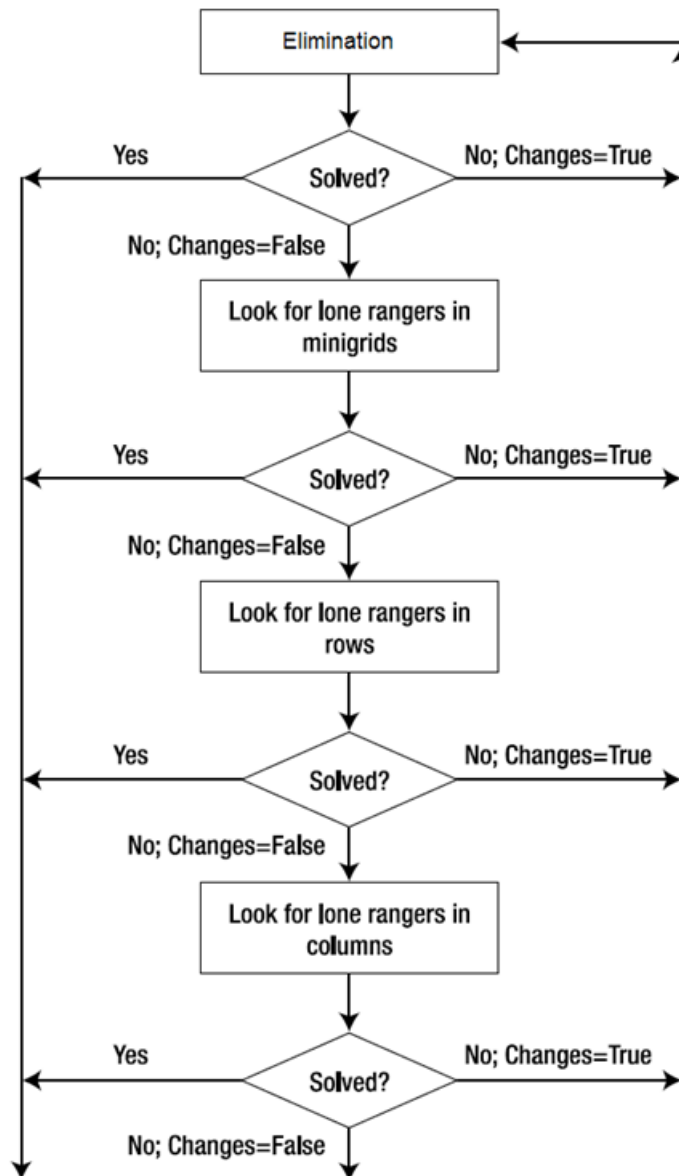 Elimination
Yes
No; Changes=True
Solved?
No; Changes=False
Look for lone rangers in
minigrids
Yes
No; Changes=True
Solved?
No; Changes=False
Look for lone rangers in
rows
Yes
No; Changes=True
Solved?
No; Changes=False
Look for lone rangers in
columns
Yes
No; Changes=True
Solved?
No; Changes=False